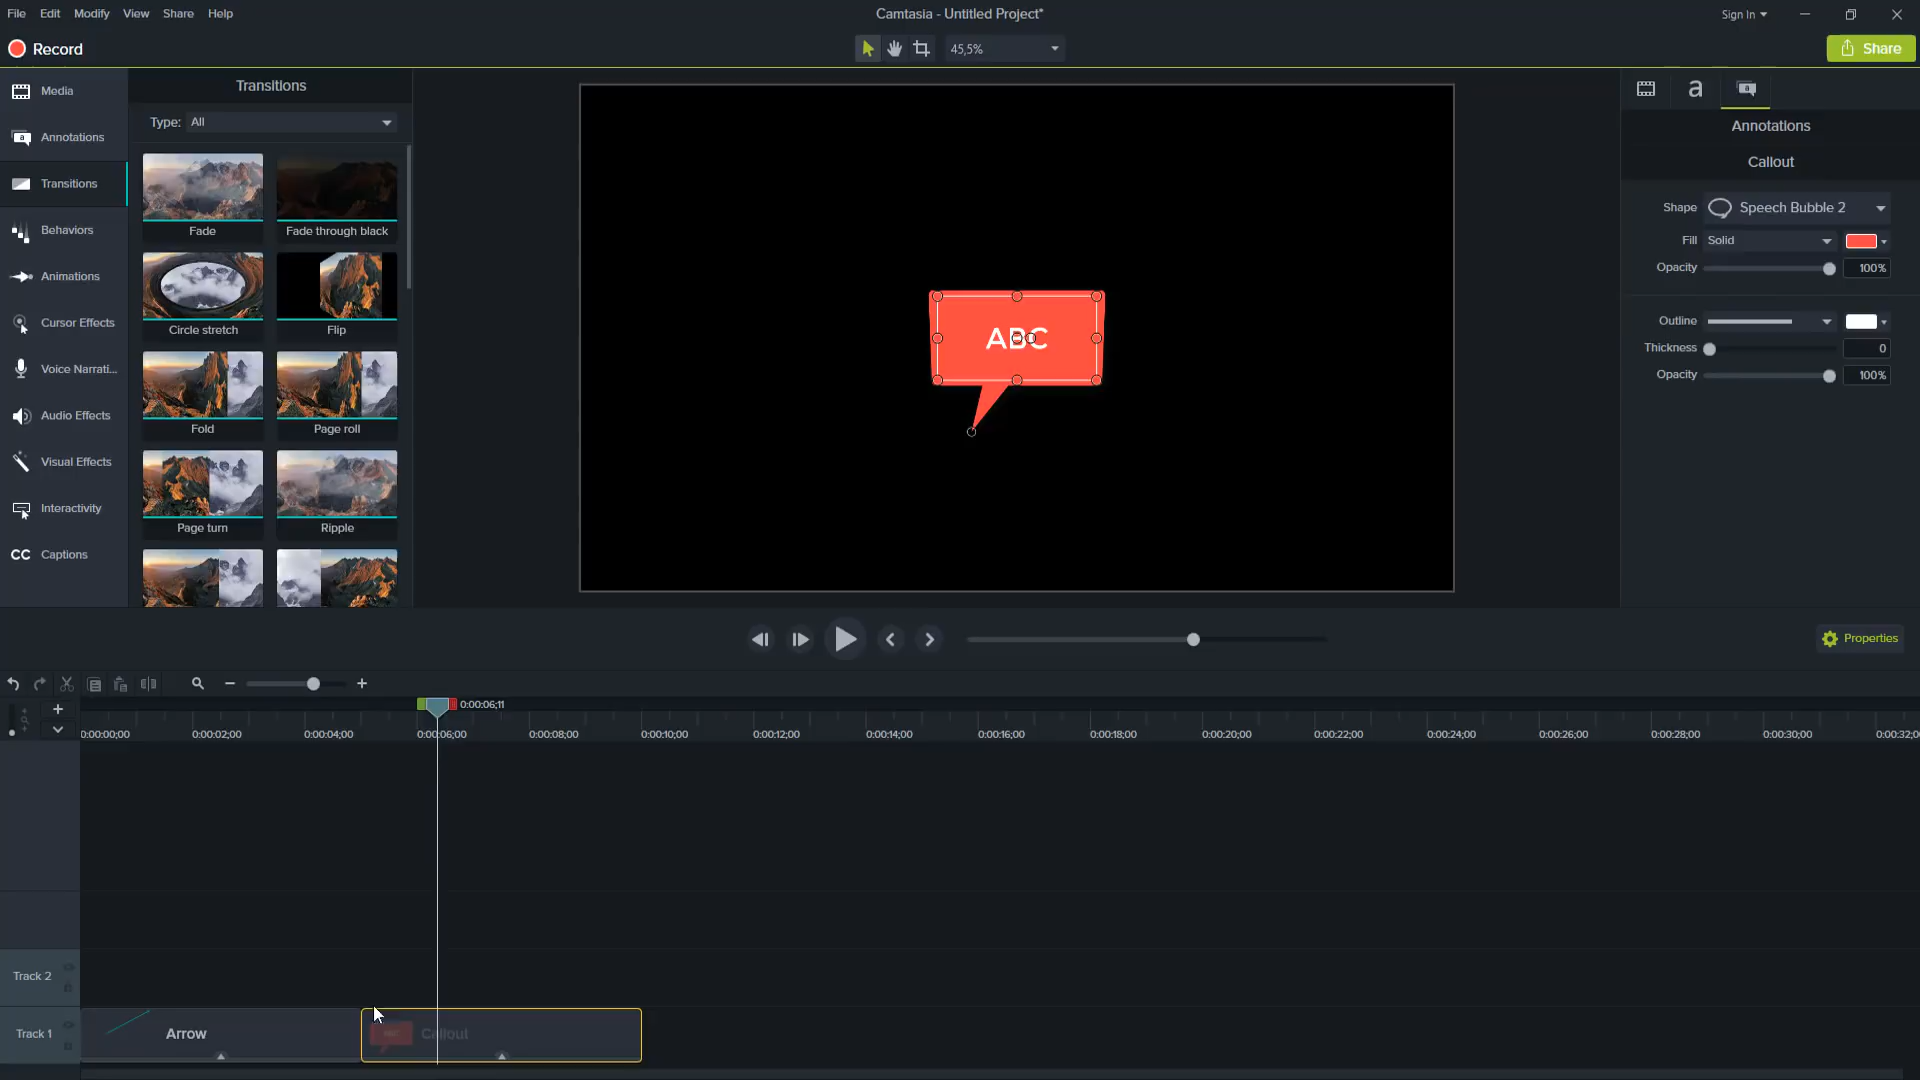 File Edit Modify View Share Help
Camtasia - Untitled Project*
Sign In
Record
45,5%
Share
Media
Annotations
Transitions
Behaviors
Animations
Cursor Effects
Voice Narrati...
Audio Effects
Visual Effects
Interactivity
CC Captions
Transitions
Type: All
Fade
Fade through black
Circle stretch
Flip
Fold
Page roll
Page turn
Ripple
ABC
a
Annotations
Callout
Shape Speech Bubble 2
Fill Solid
Opacity 100%
Outline
Thickness 0
Opacity 100%
Properties
0:00:06;11
0:00:00;00 0:00:02;00 0:00:04;00 0:00:06;00 0:00:08;00 0:00:10;00 0:00:12;00 0:00:14;00 0:00:16;00 0:00:18;00 0:00:20;00 0:00:22;00 0:00:24;00 0:00:26;00 0:00:28;00 0:00:30;00 0:00:32;0
Track 2
Track 1
Arrow
Callout